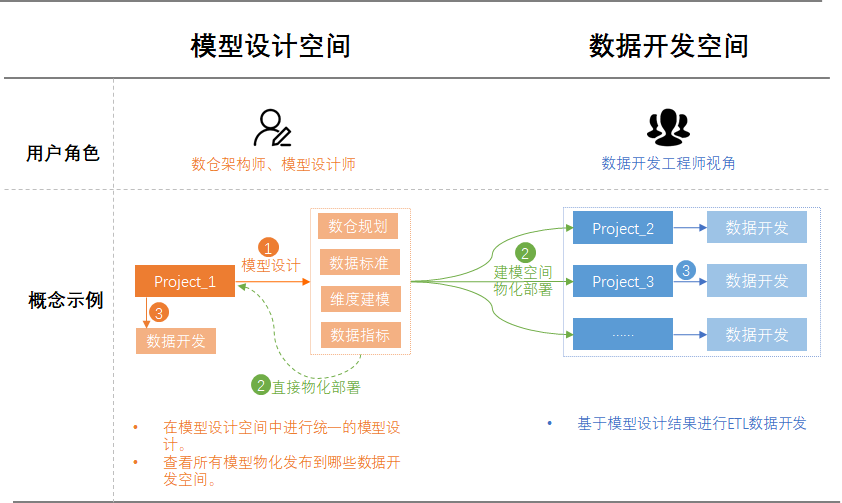 模型设计空间
数据开发空间
用户角色
数仓架构师、模型设计师
数据开发工程师视角
概念示例
Project_1
1
模型设计
数仓规划
数据标准
维度建模
数据指标
3
数据开发
2
直接物化部署
2
建模空间
物化部署
Project_2
数据开发
Project_3
3
数据开发
......
数据开发
• 在模型设计空间中进行统一的模型设
计。
• 查看所有模型物化发布到哪些数据开
发空间。
• 基于模型设计结果进行ETL数据开发